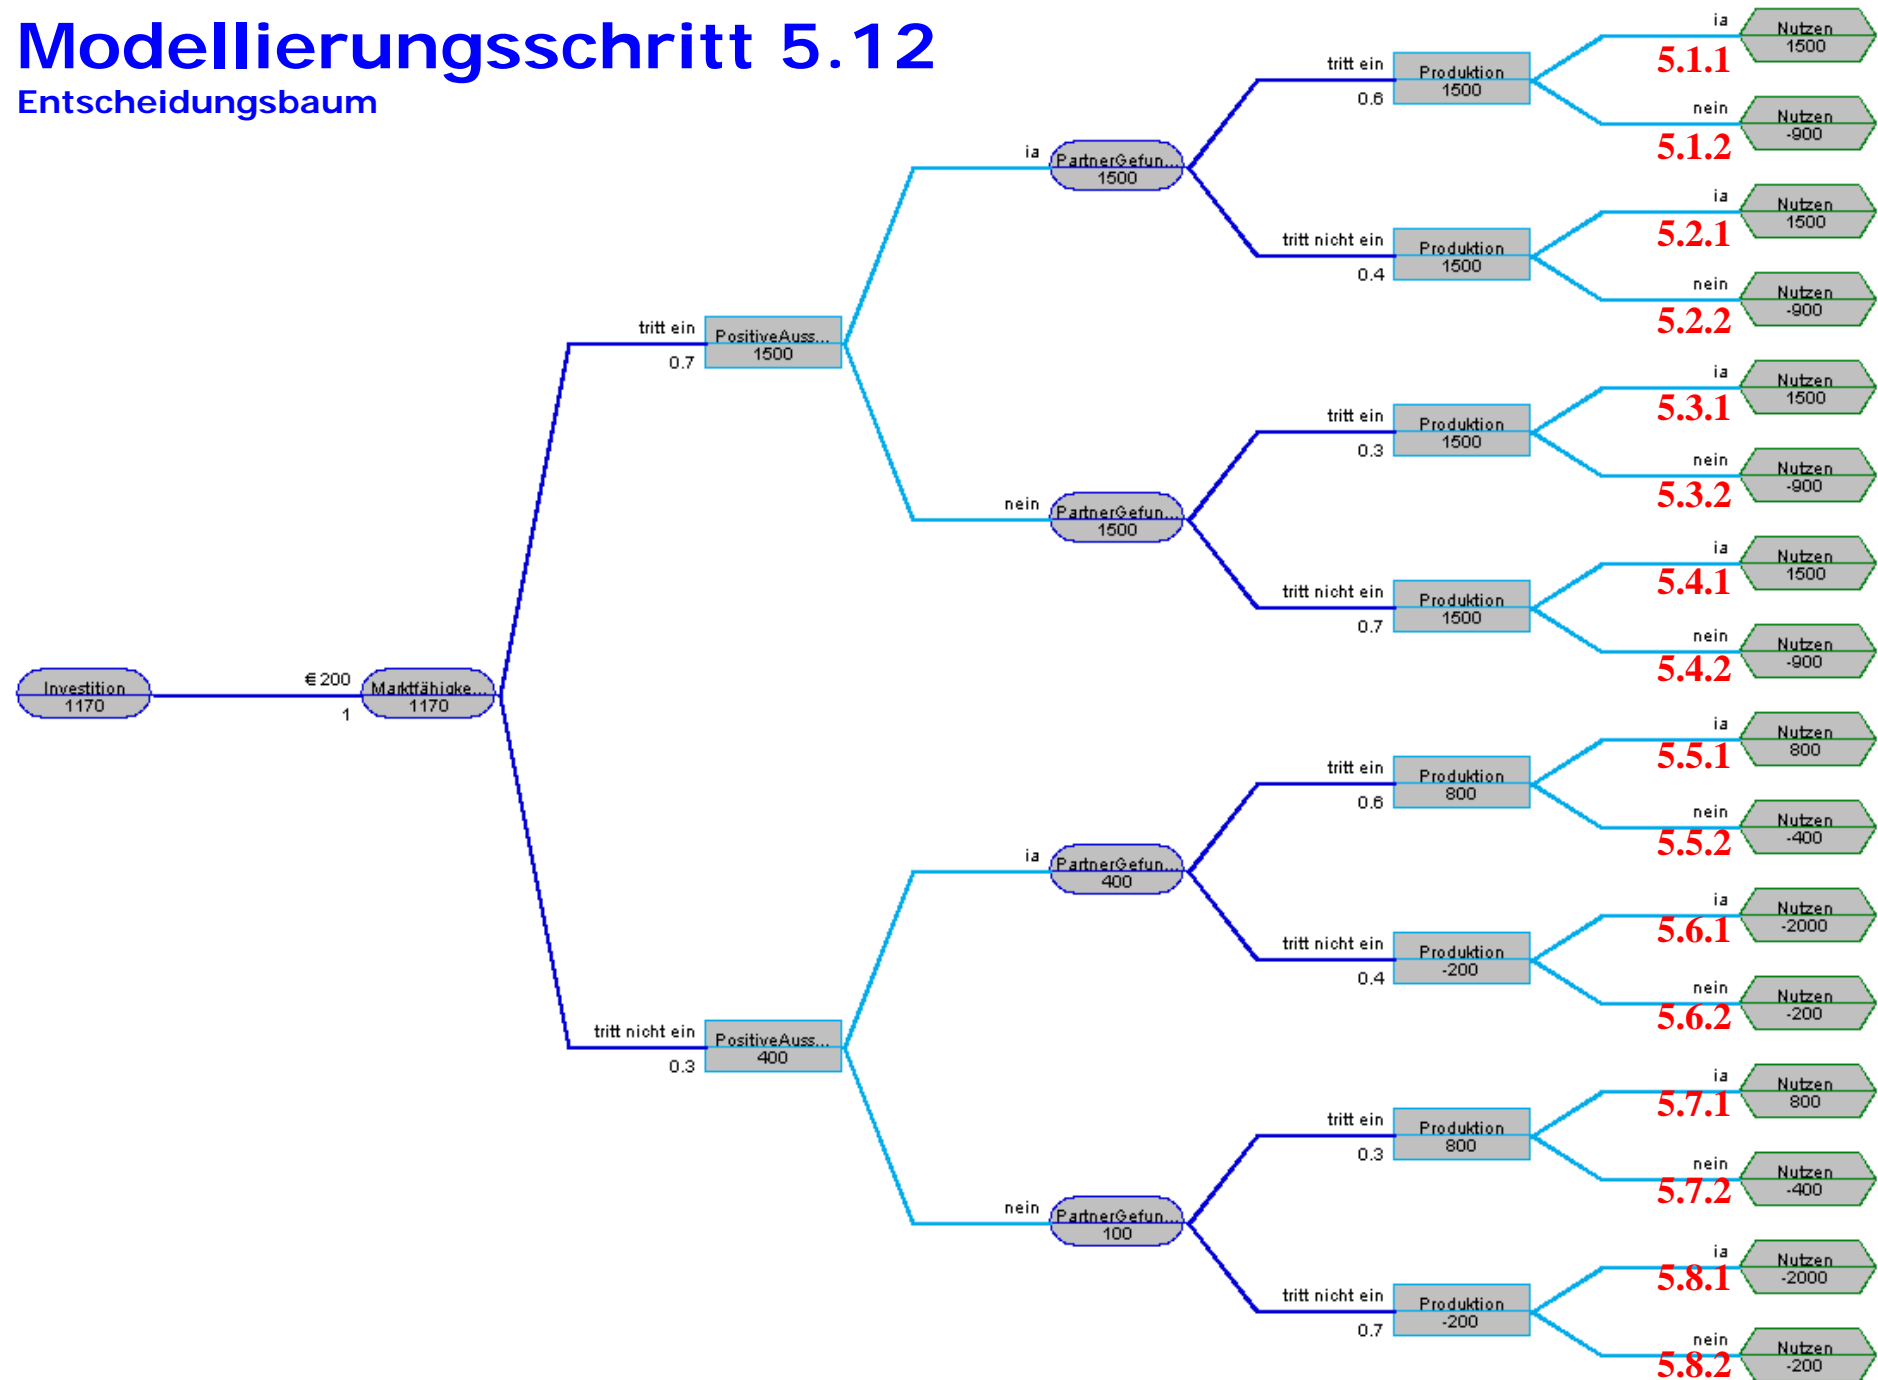 Modellierungsschritt 5.12
Entscheidungsbaum
Investition
1170
€ 200
1
Marktfähigke...
1170
tritt ein
0.7
PositiveAuss...
1500
tritt nicht ein
0.3
PositiveAuss...
400
ja
PartnerGefun...
1500
nein
PartnerGefun...
1500
ja
PartnerGefun...
400
nein
PartnerGefun...
100
tritt ein
0.6
Produktion
1500
tritt nicht ein
0.4
Produktion
1500
tritt ein
0.3
Produktion
1500
tritt nicht ein
0.7
Produktion
1500
tritt ein
0.6
Produktion
800
tritt nicht ein
0.4
Produktion
-200
tritt ein
0.3
Produktion
800
tritt nicht ein
0.7
Produktion
-200
ja
5.1.1
Nutzen
1500
nein
5.1.2
Nutzen
-900
ja
5.2.1
Nutzen
1500
nein
5.2.2
Nutzen
-900
ja
5.3.1
Nutzen
1500
nein
5.3.2
Nutzen
-900
ja
5.4.1
Nutzen
1500
nein
5.4.2
Nutzen
-900
ja
5.5.1
Nutzen
800
nein
5.5.2
Nutzen
-400
ja
5.6.1
Nutzen
-2000
nein
5.6.2
Nutzen
-200
ja
5.7.1
Nutzen
800
nein
5.7.2
Nutzen
-400
ja
5.8.1
Nutzen
-2000
nein
5.8.2
Nutzen
-200